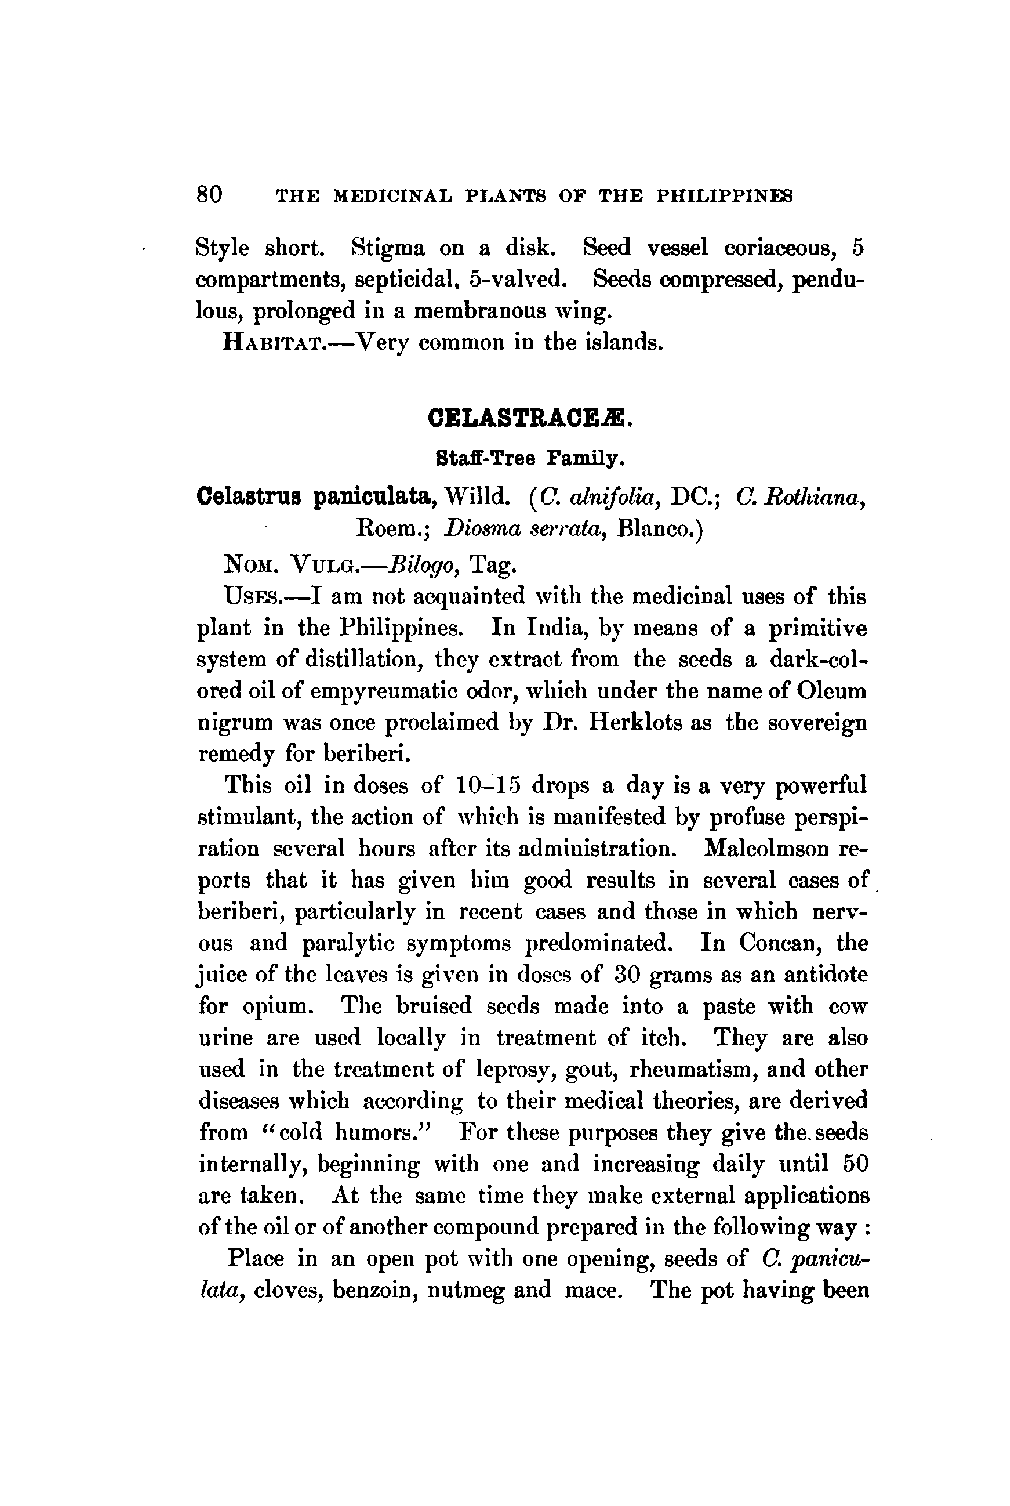 80 THE MEDICINAL PLANTS OF THE PHILIPPINES
Style short. Stigma on a disk. Seed vessel coriaceous, 5
compartments, septicidal, 5-valved. Seeds compressed, pendu-
lous, prolonged in a membranous wing.
HABITAT.—Very common in the islands.
CELASTRACEÆ.
Staff-Tree Family.
Celastrus paniculata, Willd. (C. alnifolia, DC.; C. Rothiana,
Roem.; Diosma serrata, Blanco.)
NOM. VULG.—Bilogo, Tag.
USES.—I am not acquainted with the medicinal uses of this
plant in the Philippines. In India, by means of a primitive
system of distillation, they extract from the seeds a dark-col-
ored oil of empyreumatic odor, which under the name of Oleum
nigrum was once proclaimed by Dr. Herklots as the sovereign
remedy for beriberi.
This oil in doses of 10–15 drops a day is a very powerful
stimulant, the action of which is manifested by profuse perspi-
ration several hours after its administration. Malcolmson re-
ports that it has given him good results in several cases of
beriberi, particularly in recent cases and those in which nerv-
ous and paralytic symptoms predominated. In Concan, the
juice of the leaves is given in doses of 30 grams as an antidote
for opium. The bruised seeds made into a paste with cow
urine are used locally in treatment of itch. They are also
used in the treatment of leprosy, gout, rheumatism, and other
diseases which according to their medical theories, are derived
from “cold humors.” For these purposes they give the seeds
internally, beginning with one and increasing daily until 50
are taken. At the same time they make external applications
of the oil or of another compound prepared in the following way :
Place in an open pot with one opening, seeds of C. panicu-
lata, cloves, benzoin, nutmeg and mace. The pot having been